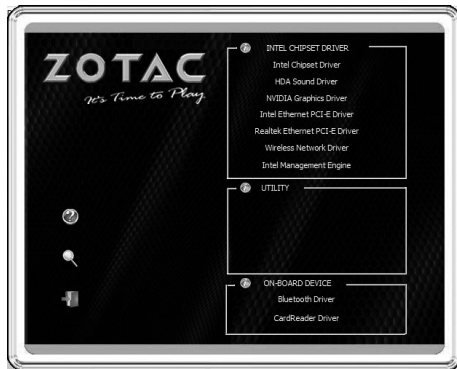 ZOTAC
It's Time to Play
INTEL CHIPSET DRIVER
Intel Chipset Driver
HDA Sound Driver
NVIDIA Graphics Driver
Intel Ethernet PCI-E Driver
Realtek Ethernet PCI-E Driver
Wireless Network Driver
Intel Management Engine
UTILITY
ON-BOARD DEVICE
Bluetooth Driver
CardReader Driver